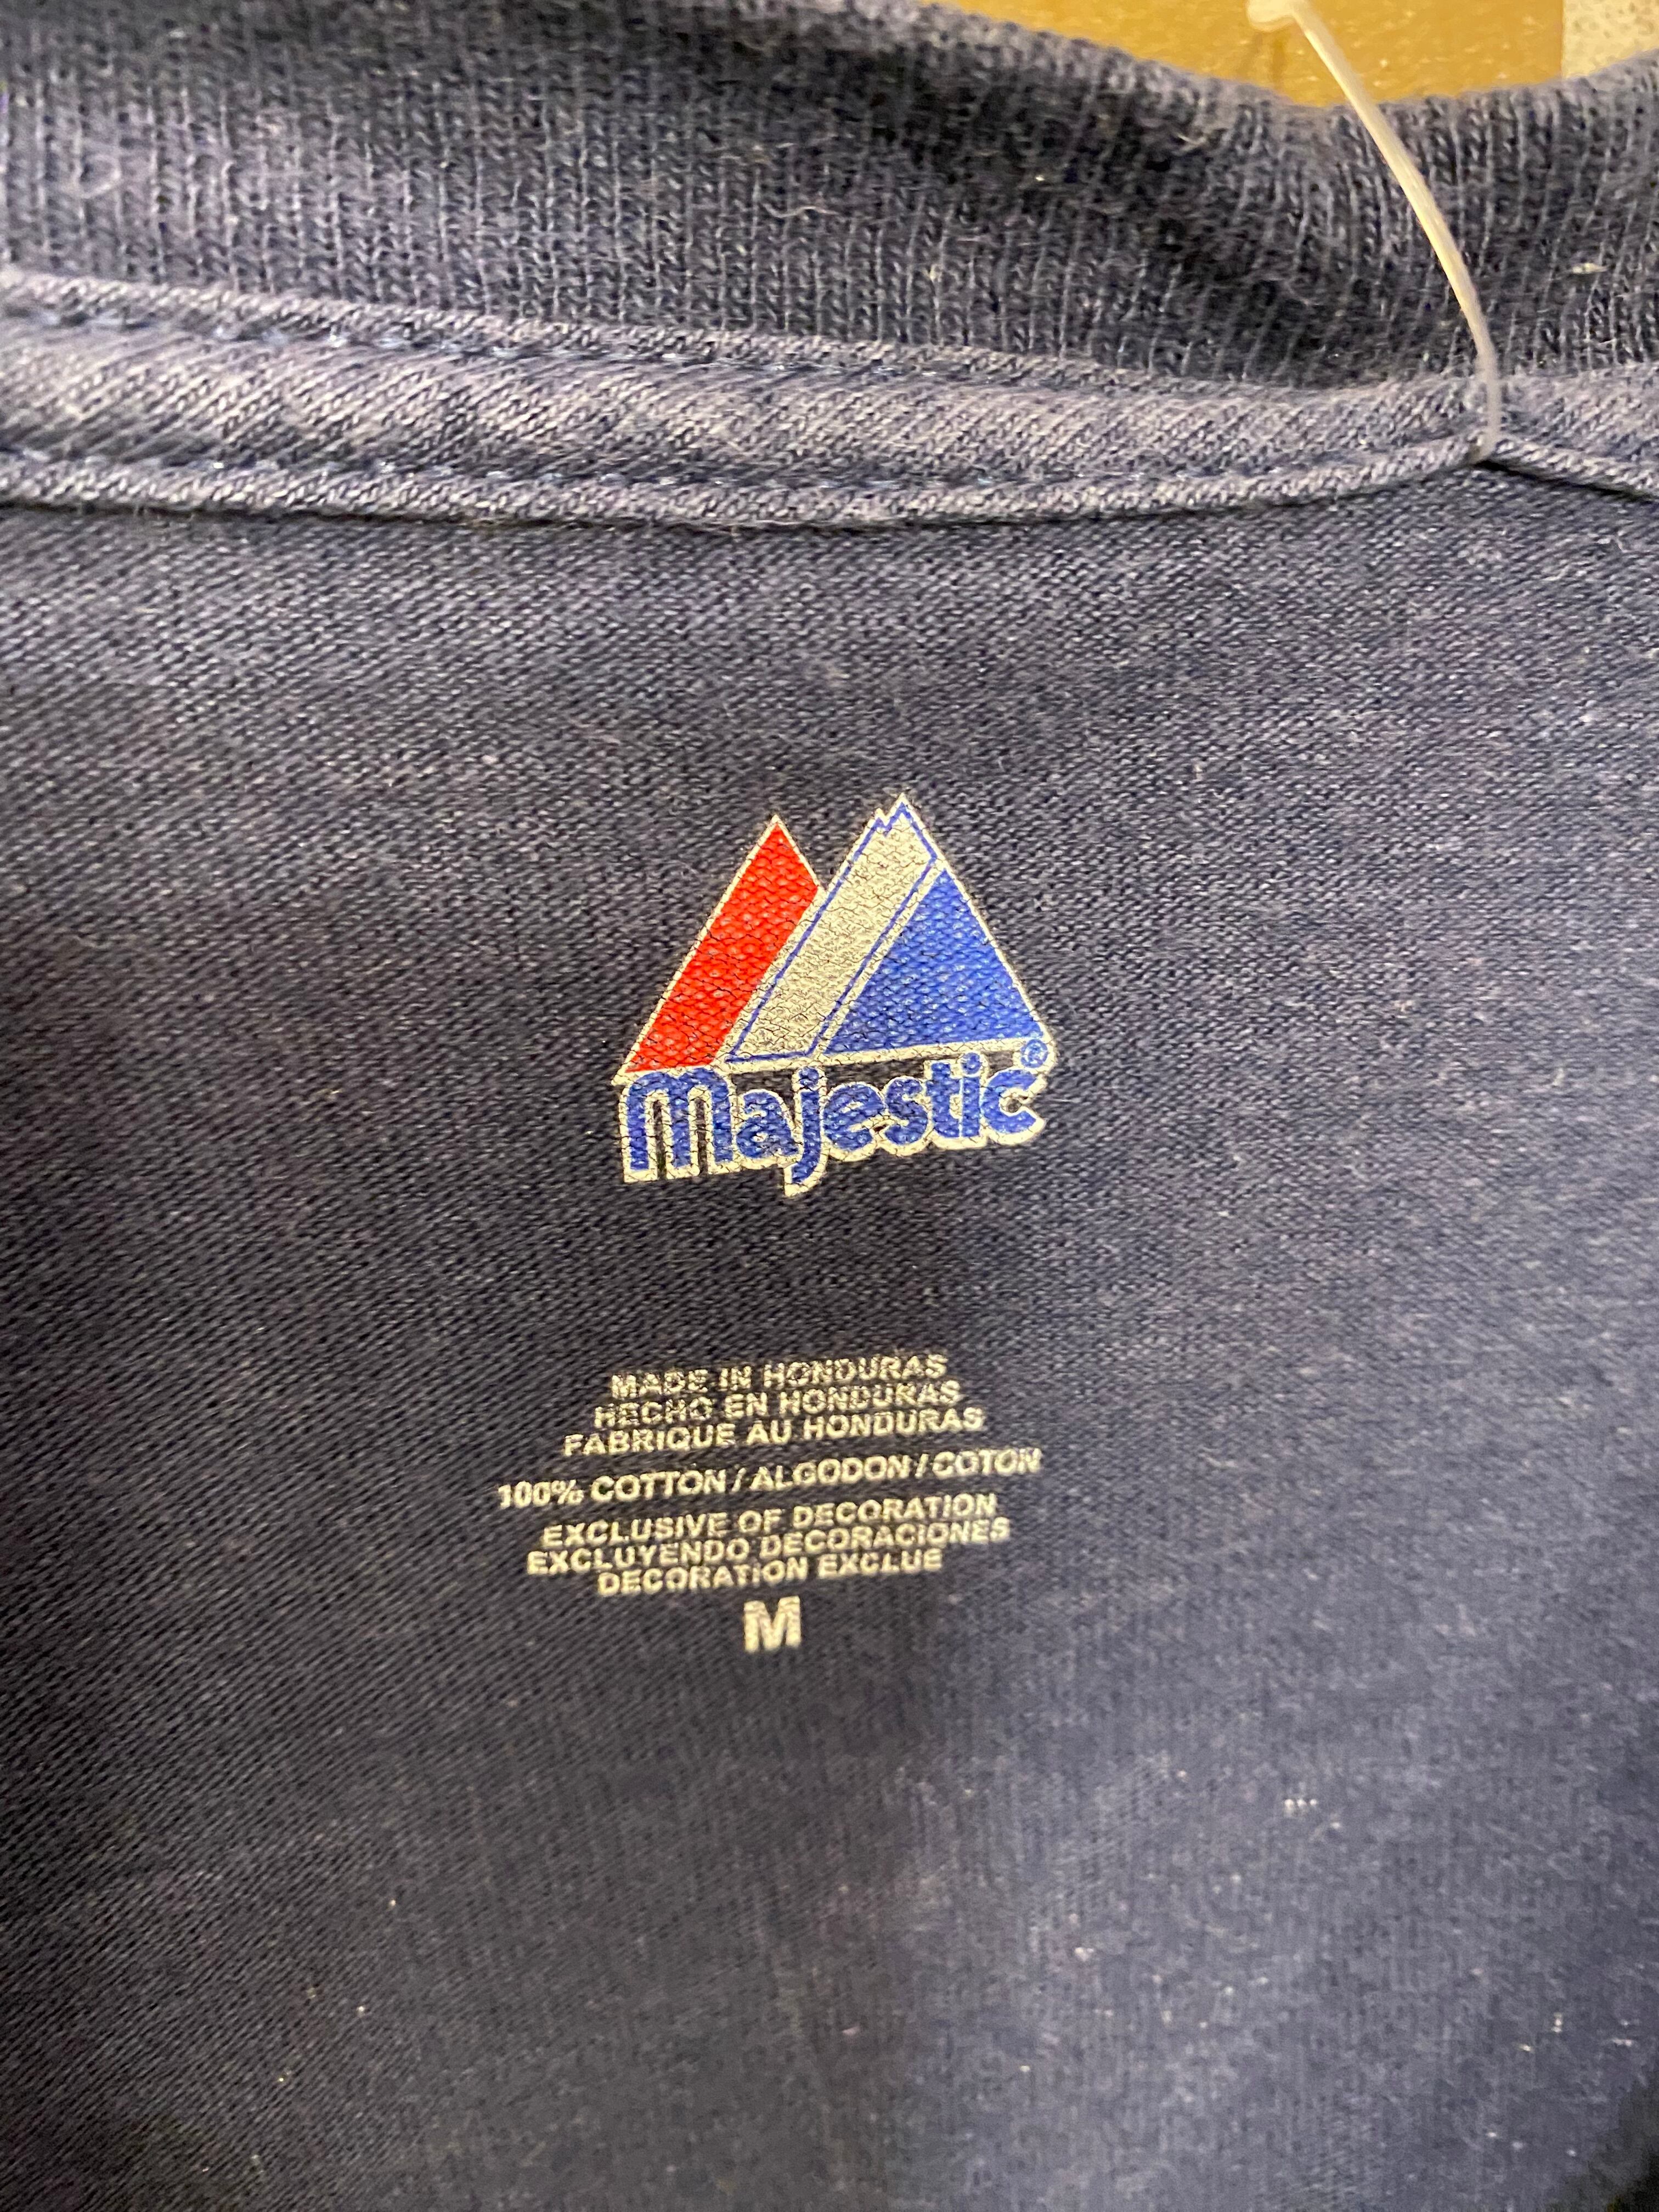 Majestic®
MADE IN HONDURAS
HECHO EN HONDURAS
FABRIQUE AU HONDURAS
100% COTTON / ALGODON / COTON
EXCLUSIVE OF DECORATION
EXCLUYENDO DECORACIONES
DECORATION EXCLUE
M